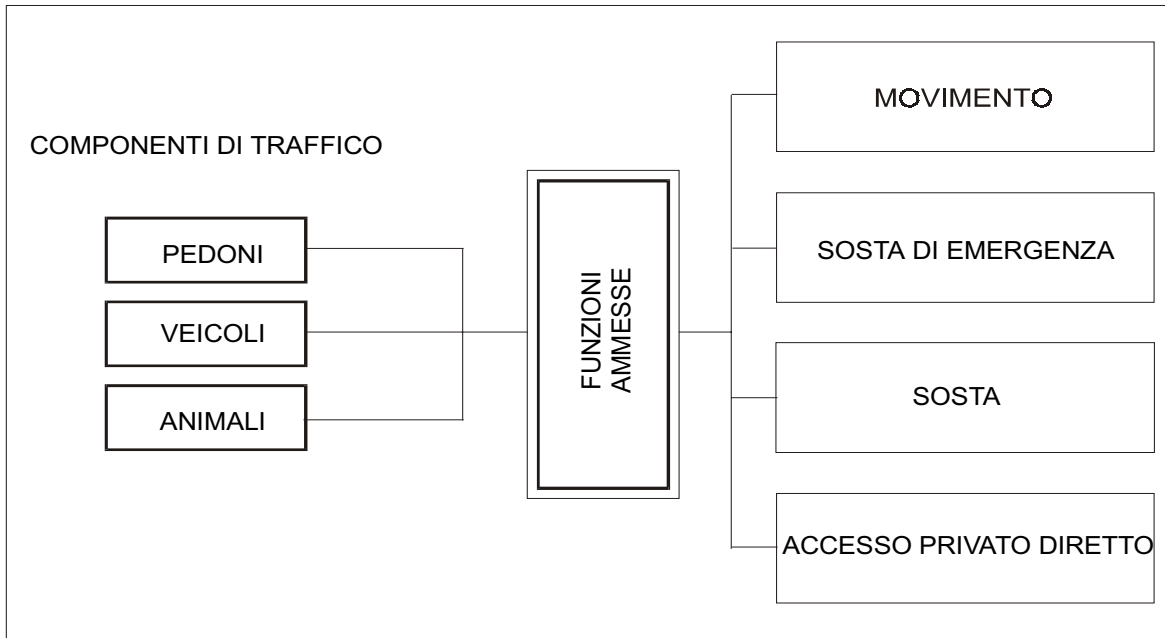 COMPONENTI DI TRAFFICO
PEDONI
VEICOLI
ANIMALI
FUNZIONI
AMMESSE
MOVIMENTO
SOSTA DI EMERGENZA
SOSTA
ACCESSO PRIVATO DIRETTO